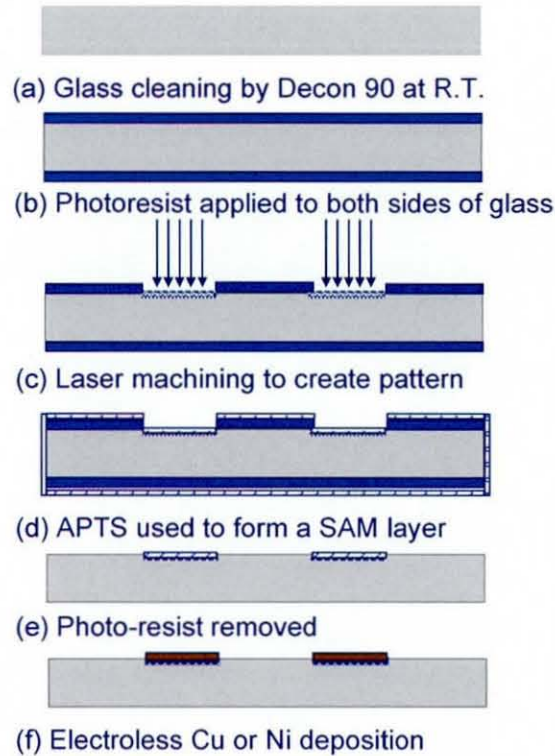 (a) Glass cleaning by Decon 90 at R.T.
(b) Photoresist applied to both sides of glass
(c) Laser machining to create pattern
(d) APTS used to form a SAM layer
(e) Photo-resist removed
(f) Electroless Cu or Ni deposition